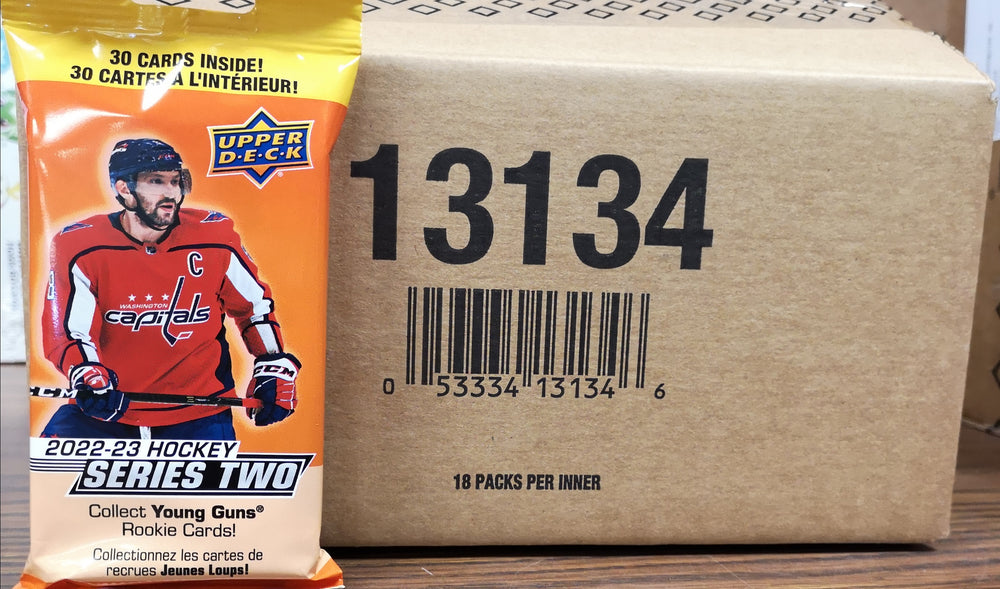 30 CARDS INSIDE!
30 CARTES À L'INTÉRIEUR!
UPPER
D·E·C·K
C
WASHINGTON
capitals
CCM
CCM
2022-23 HOCKEY
SERIES TWO
Collect Young Guns®
Rookie Cards!
Collectionnez les cartes de
recrues Jeunes Loups!
13134
0 53334 13134 6
18 PACKS PER INNER